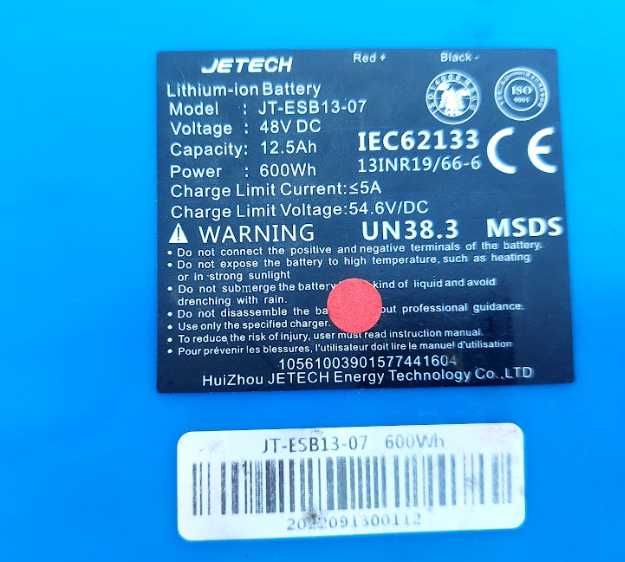 JETECH Red + Black -
Lithium-ion Battery
Model : JT-ESB13-07
Voltage : 48V DC
Capacity: 12.5Ah
Power : 600Wh
IEC62133
13INR19/66-6
CE
ISO
Charge Limit Current:≤5A
Charge Limit Voltage:54.6V/DC
WARNING UN38.3 MSDS
• Do not connect the positive and negative terminals of the battery.
• Do not expose the battery to high temperature, such as heating
or in strong sunlight
• Do not submerge the battery kind of liquid and avoid
drenching with rain.
• Do not disassemble the out professional guidance.
• Use only the specified charger.
• To reduce the risk of injury, user must read instruction manual.
• Pour prévenir les blessures, l'utilisateur doit lire le manuel d'utilisation
10561003901577441604
HuiZhou JETECH Energy Technology Co.,LTD
JT-ESB13-07 600Wh
2022091300112